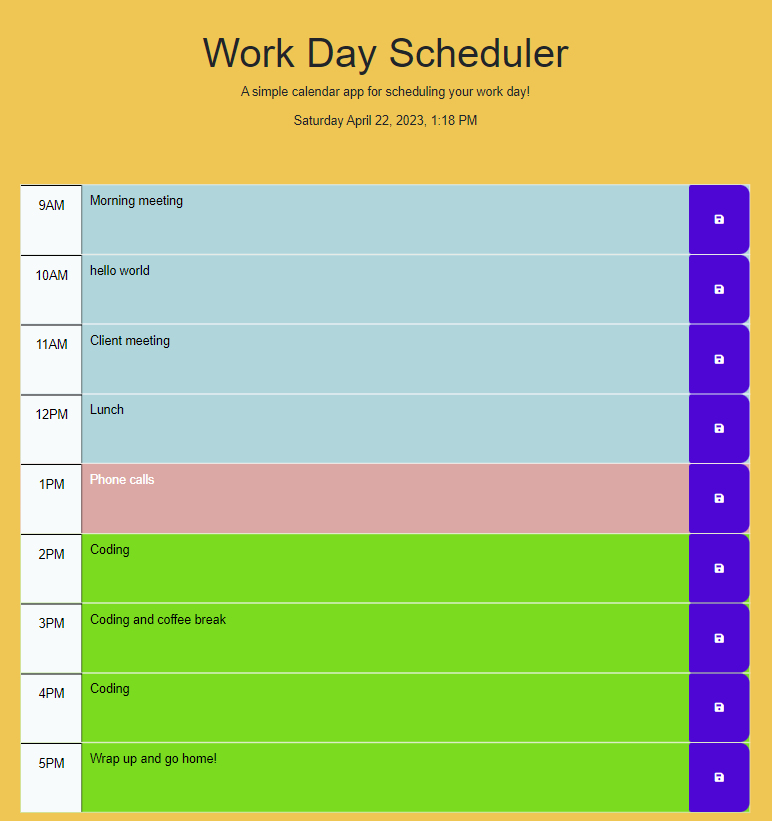 Work Day Scheduler
A simple calendar app for scheduling your work day!
Saturday April 22, 2023, 1:18 PM
9AM Morning meeting
10AM hello world
11AM Client meeting
12PM Lunch
1PM Phone calls
2PM Coding
3PM Coding and coffee break
4PM Coding
5PM Wrap up and go home!